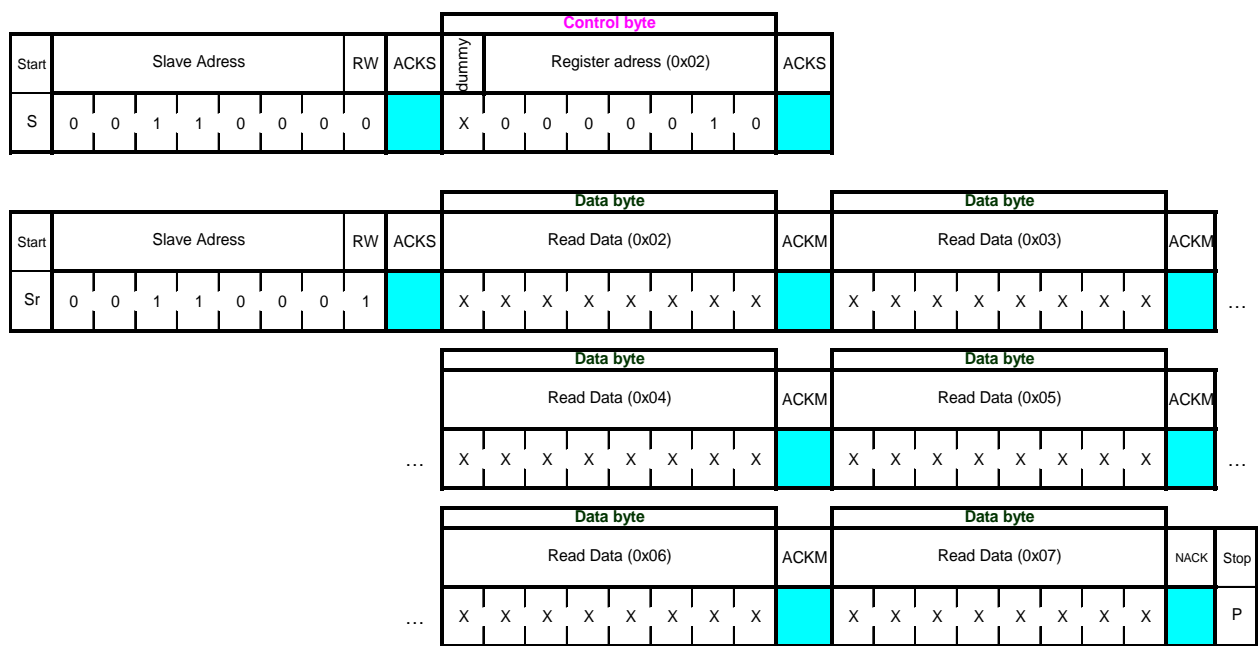 Control byte
Start Slave Adress RW ACKS dummy Register adress (0x02) ACKS
S 0 0 1 1 0 0 0 0 X 0 0 0 0 0 1 0
Data byte Data byte
Start Slave Adress RW ACKS Read Data (0x02) ACKM Read Data (0x03) ACKM
Sr 0 0 1 1 0 0 0 1 X X X X X X X X X X X X X X X X …
Data byte Data byte
Read Data (0x04) ACKM Read Data (0x05) ACKM
… X X X X X X X X X X X X X X X X …
Data byte Data byte
Read Data (0x06) ACKM Read Data (0x07) NACK Stop
… X X X X X X X X X X X X X X X X P